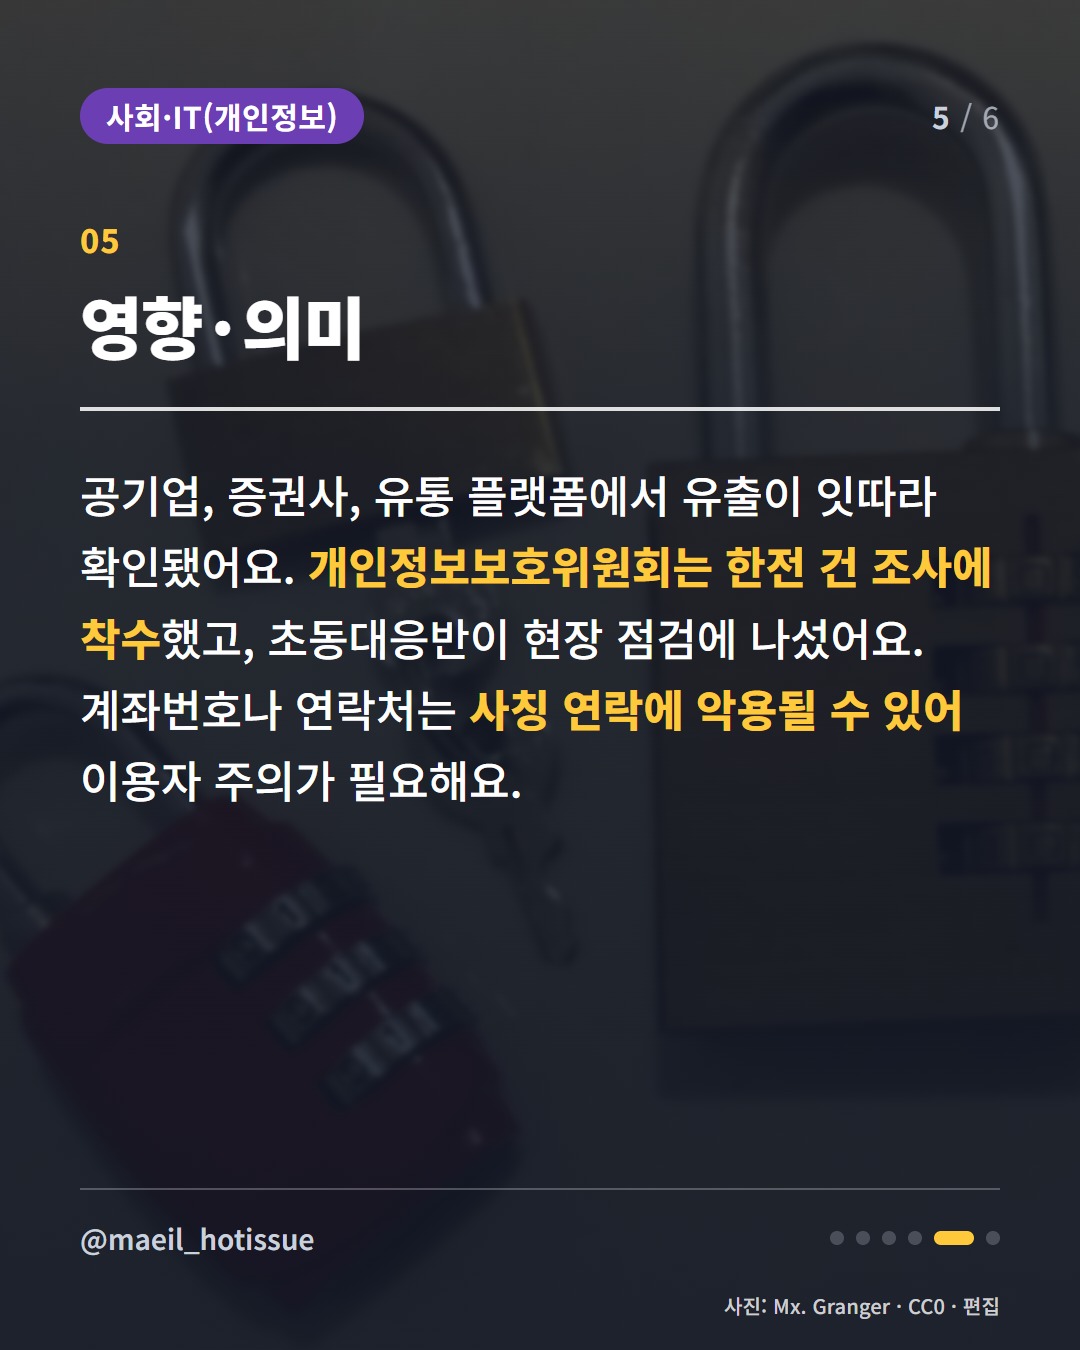 사회·IT(개인정보)
5 / 6
05
영향·의미
공기업, 증권사, 유통 플랫폼에서 유출이 잇따라
확인됐어요. 개인정보보호위원회는 한전 건 조사에
착수했고, 초동대응반이 현장 점검에 나섰어요.
계좌번호나 연락처는 사칭 연락에 악용될 수 있어
이용자 주의가 필요해요.
@maeil_hotissue
사진: Mx. Granger · CC0 · 편집